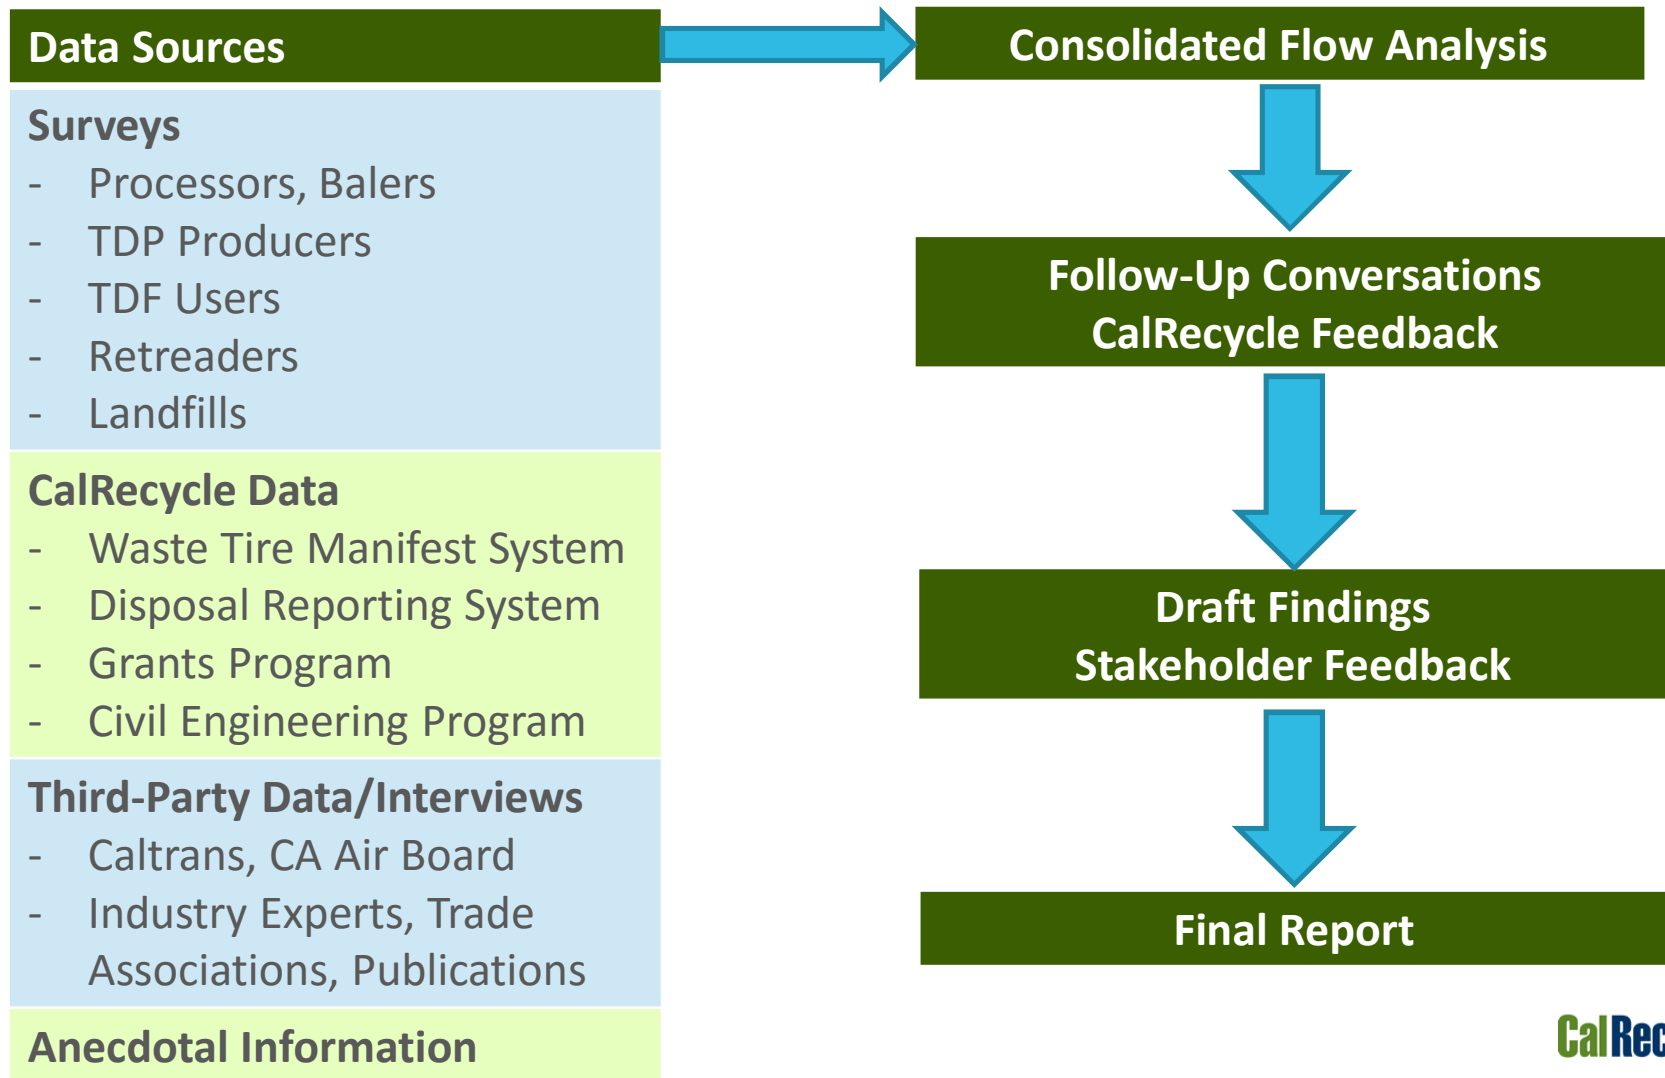 Data Sources
Surveys
- Processors, Balers
- TDP Producers
- TDF Users
- Retreaders
- Landfills
CalRecycle Data
- Waste Tire Manifest System
- Disposal Reporting System
- Grants Program
- Civil Engineering Program
Third-Party Data/Interviews
- Caltrans, CA Air Board
- Industry Experts, Trade
Associations, Publications
Anecdotal Information
Consolidated Flow Analysis
Follow-Up Conversations
CalRecycle Feedback
Draft Findings
Stakeholder Feedback
Final Report
CalRec